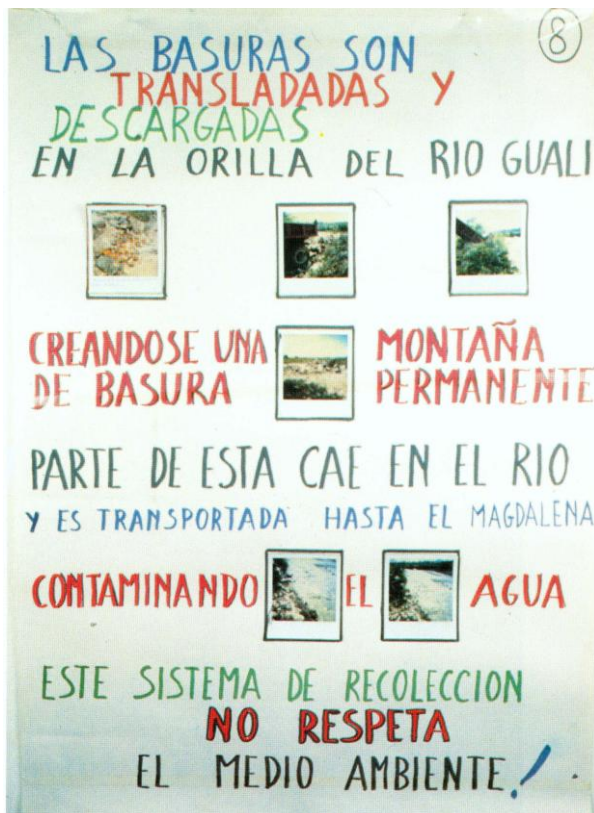 8
LAS BASURAS SON
TRANSLADADAS Y
DESCARGADAS.
EN LA ORILLA DEL RIO GUALI
CREANDOSE UNA MONTAÑA
DE BASURA PERMANENTE
PARTE DE ESTA CAE EN EL RIO
Y ES TRANSPORTADA HASTA EL MAGDALENA
CONTAMINANDO EL AGUA
ESTE SISTEMA DE RECOLECCION
NO RESPETA
EL MEDIO AMBIENTE!